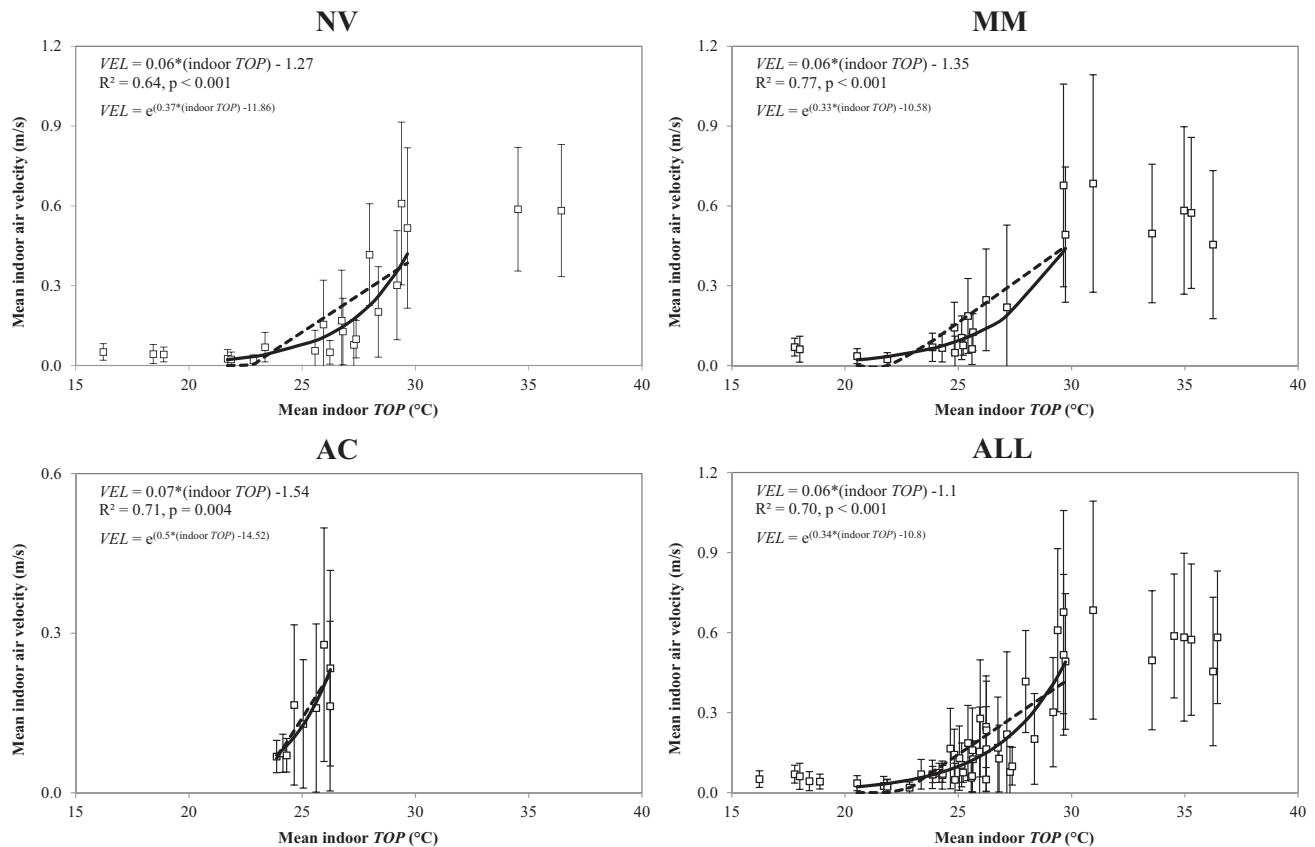 NV
VEL = 0.06*(indoor TOP) - 1.27
R² = 0.64, p < 0.001
VEL = e^(0.37*(indoor TOP) -11.86)
1.2
0.9
0.6
0.3
0.0
15 20 25 30 35 40
Mean indoor air velocity (m/s)
Mean indoor TOP (°C)
MM
VEL = 0.06*(indoor TOP) - 1.35
R² = 0.77, p < 0.001
VEL = e^(0.33*(indoor TOP) -10.58)
1.2
0.9
0.6
0.3
0.0
15 20 25 30 35 40
Mean indoor air velocity (m/s)
Mean indoor TOP (°C)
AC
VEL = 0.07*(indoor TOP) -1.54
R² = 0.71, p = 0.004
VEL = e^(0.5*(indoor TOP) -14.52)
0.6
0.3
0.0
15 20 25 30 35 40
Mean indoor air velocity (m/s)
Mean indoor TOP (°C)
ALL
VEL = 0.06*(indoor TOP) -1.1
R² = 0.70, p < 0.001
VEL = e^(0.34*(indoor TOP) -10.8)
1.2
0.9
0.6
0.3
0.0
15 20 25 30 35 40
Mean indoor air velocity (m/s)
Mean indoor TOP (°C)